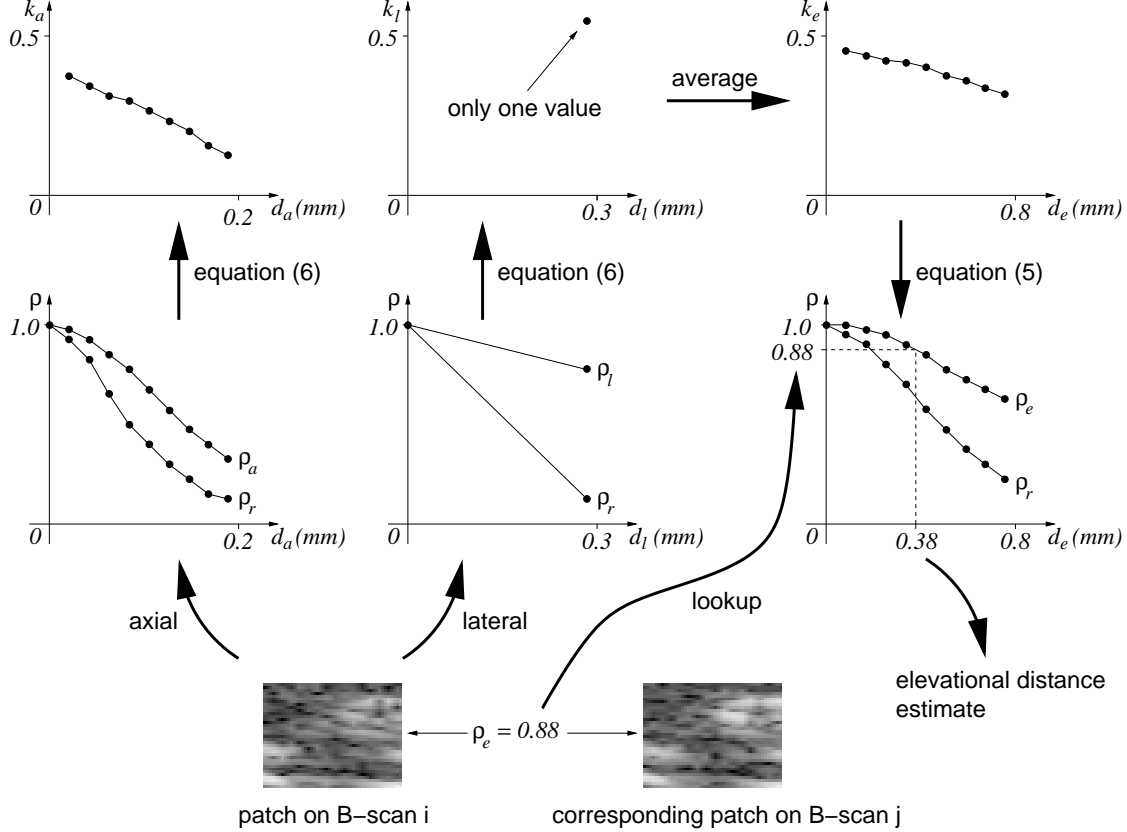 k_a
0.5
0
d_a (mm)
0.2
k_l
0.5
only one value
0
0.3
d_l (mm)
average
k_e
0.5
0
0.8
d_e (mm)
equation (6)
equation (6)
equation (5)
ρ
1.0
ρ_a
ρ_r
0
0.2
d_a (mm)
ρ
1.0
ρ_l
ρ_r
0
0.3
d_l (mm)
ρ
1.0
0.88
ρ_e
ρ_r
0
0.38
0.8
d_e (mm)
axial
lateral
lookup
elevational distance
estimate
ρ_e = 0.88
patch on B−scan i
corresponding patch on B−scan j